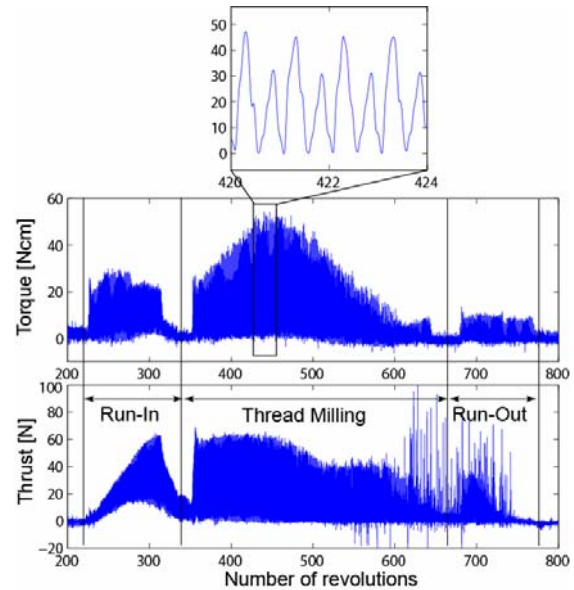 50
40
30
20
10
0
420 422 424
Torque [Ncm]
60
40
20
0
200 300 400 500 600 700 800
Thrust [N]
100
80
60
40
20
0
−20
Run-In Thread Milling Run-Out
200 300 400 500 600 700 800
Number of revolutions